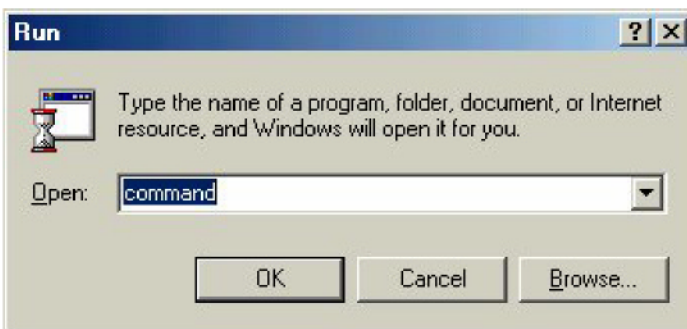 Run
Type the name of a program, folder, document, or Internet
resource, and Windows will open it for you.
Open: command
OK Cancel Browse...